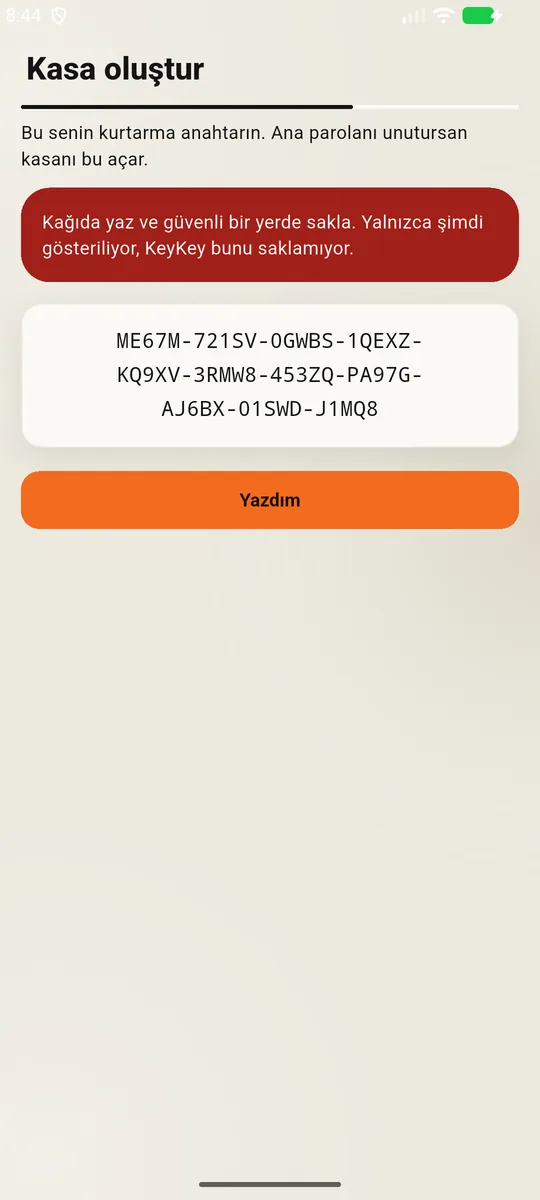 8:44
Kasa oluştur
Bu senin kurtarma anahtarın. Ana parolanı unutursan
kasanı bu açar.
Kağıda yaz ve güvenli bir yerde sakla. Yalnızca şimdi
gösteriliyor, KeyKey bunu saklamıyor.
ME67M-721SV-0GWBS-1QEXZ-
KQ9XV-3RMW8-453ZQ-PA97G-
AJ6BX-01SWD-J1MQ8
Yazdım